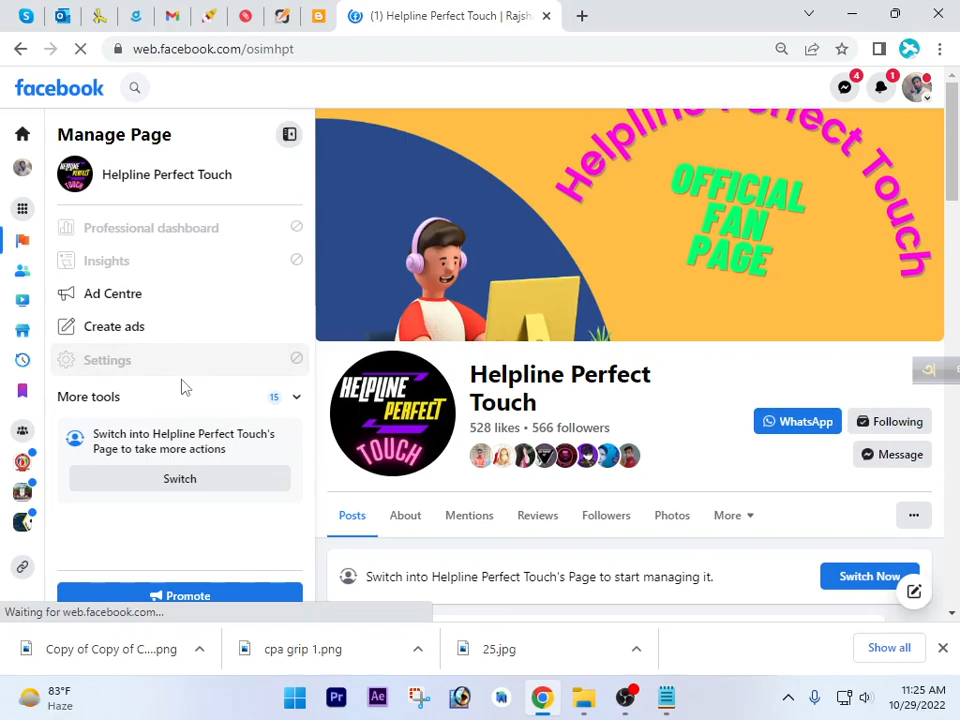 (1) Helpline Perfect Touch | Rajsh
web.facebook.com/osimhpt
facebook
4
1
Manage Page
Helpline Perfect Touch
Professional dashboard
Insights
Ad Centre
Create ads
Settings
More tools
15
Switch into Helpline Perfect Touch's
Page to take more actions
Switch
Promote
Waiting for web.facebook.com...
Helpline Perfect Touch
OFFICIAL
FAN
PAGE
HELPLINE
PERFECT
TOUCH
Helpline Perfect
Touch
528 likes • 566 followers
WhatsApp
Following
Message
Posts
About
Mentions
Reviews
Followers
Photos
More
Switch into Helpline Perfect Touch's Page to start managing it.
Switch Now
অ
Copy of Copy of C....png
cpa grip 1.png
25.jpg
Show all
83°F
Haze
Pr
Ae
11:25 AM
10/29/2022